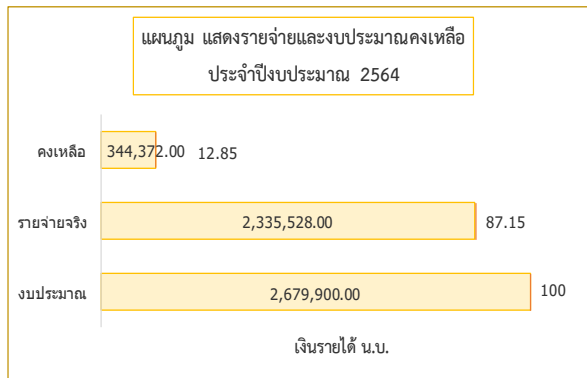 แผนภูม แสดงรายจ่ายและงบประมาณคงเหลือ
ประจำปีงบประมาณ 2564
คงเหลือ 344,372.00 12.85
รายจ่ายจริง 2,335,528.00 87.15
งบประมาณ 2,679,900.00 100
เงินรายได้ น.บ.